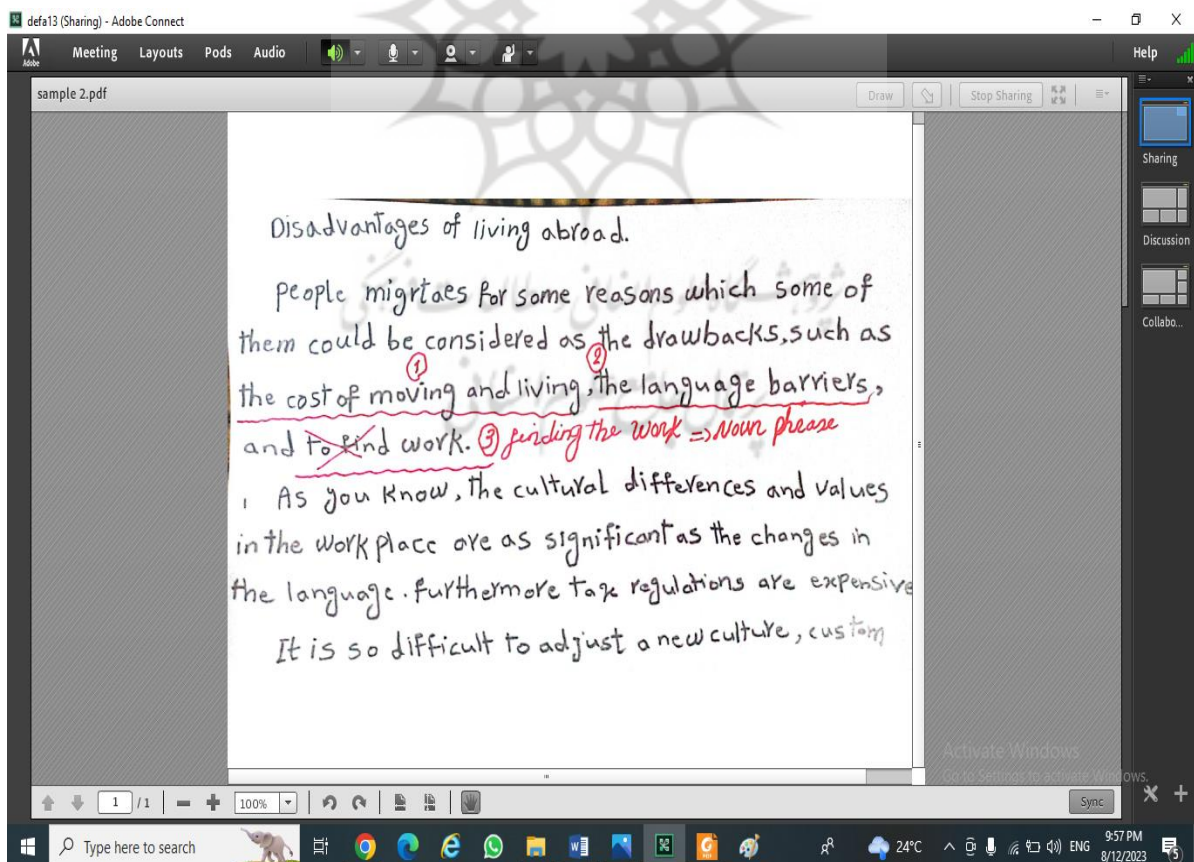 defa13 (Sharing) - Adobe Connect
Adobe Meeting Layouts Pods Audio Help
sample 2.pdf Draw Stop Sharing
Sharing
Discussion
Collabo...
Disadvantages of living abroad.
people migrtaes for some reasons which some of
them could be considered as the drawbacks, such as
① ②
the cost of moving and living, the language barriers,
and to find work. ③ finding the work => Noun phrease
As you know, the cultural differences and values
in the work place are as significant as the changes in
the language. furthermore tax regulations are expensive
It is so difficult to adjust a new culture, custom
Activate Windows
Go to Settings to activate Windows.
1 / 1 100% Sync
Type here to search 24°C ENG 9:57 PM
8/12/2023 5